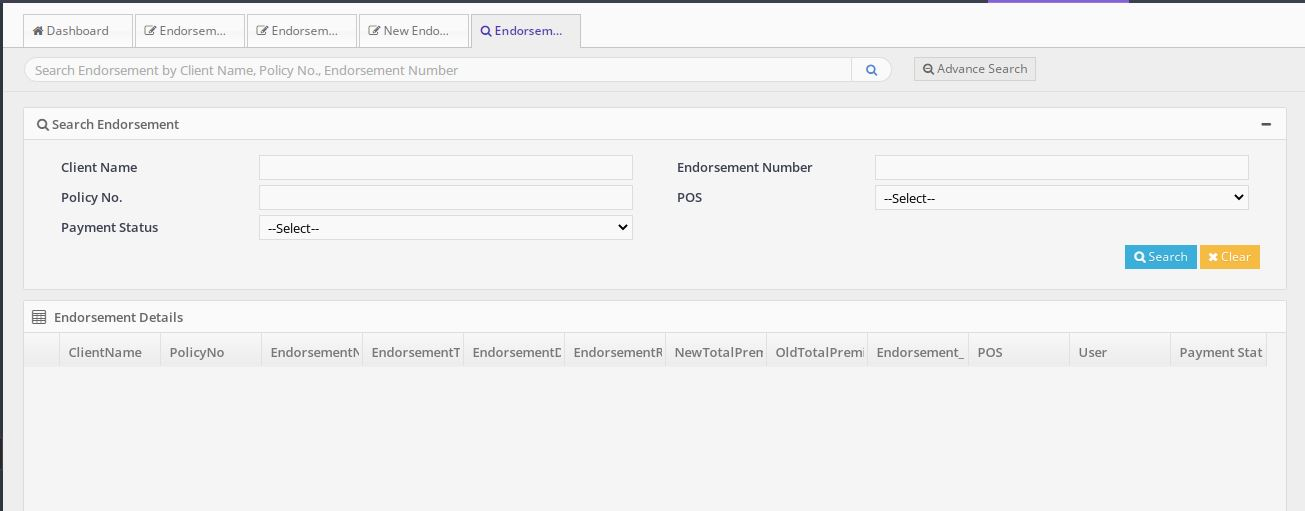 Dashboard Endorsem... Endorsem... New Endo... Endorsem...
Search Endorsement by Client Name, Policy No., Endorsement Number Advance Search
Search Endorsement
Client Name Endorsement Number
Policy No. POS --Select--
Payment Status --Select--
Search Clear
Endorsement Details
ClientName PolicyNo EndorsementN EndorsementT EndorsementD EndorsementR NewTotalPrem OldTotalPremi Endorsement_ POS User Payment Stat